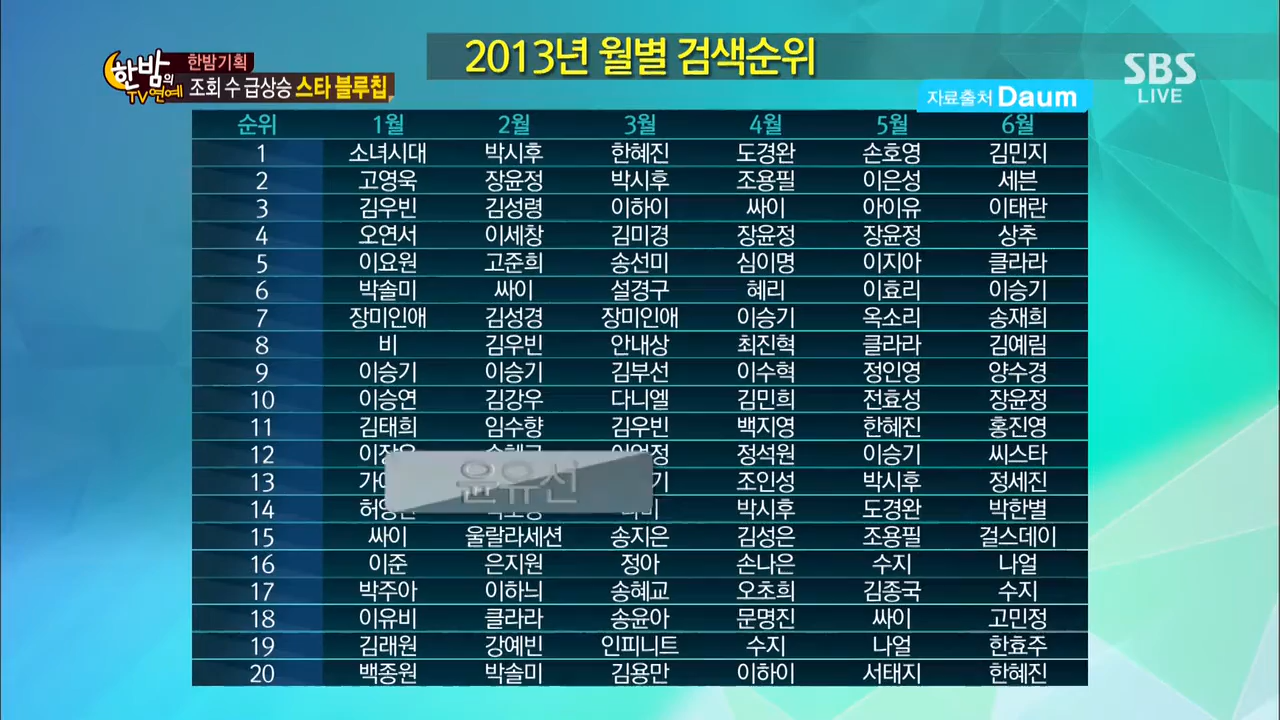 2013년 월별 검색순위
한밤의 TV연예
한밤기획
조회 수 급상승 스타 블루칩
SBS
LIVE
자료출처 Daum
순위 1월 2월 3월 4월 5월 6월
1 소녀시대 박시후 한혜진 도경완 손호영 김민지
2 고영욱 장윤정 박시후 조용필 이은성 세븐
3 김우빈 김성령 이하이 싸이 아이유 이태란
4 오연서 이세창 김미경 장윤정 장윤정 상추
5 이요원 고준희 송선미 심이명 이지아 클라라
6 박솔미 싸이 설경구 혜리 이효리 이승기
7 장미인애 김성경 장미인애 이승기 옥소리 송재희
8 비 김우빈 안내상 최진혁 클라라 김예림
9 이승기 이승기 김부선 이수혁 정인영 양수경
10 이승연 김강우 다니엘 김민희 전효성 장윤정
11 김태희 임수향 김우빈 백지영 한혜진 홍진영
12 정석원 이승기 씨스타
13 조인성 박시후 정세진
윤유선
14 박시후 도경완 박한별
15 싸이 울랄라세션 송지은 김성은 조용필 걸스데이
16 이준 은지원 정아 손나은 수지 나얼
17 박주아 이하늬 송혜교 오초희 김종국 수지
18 이유비 클라라 송윤아 문명진 싸이 고민정
19 김래원 강예빈 인피니트 수지 나얼 한효주
20 백종원 박솔미 김용만 이하이 서태지 한혜진